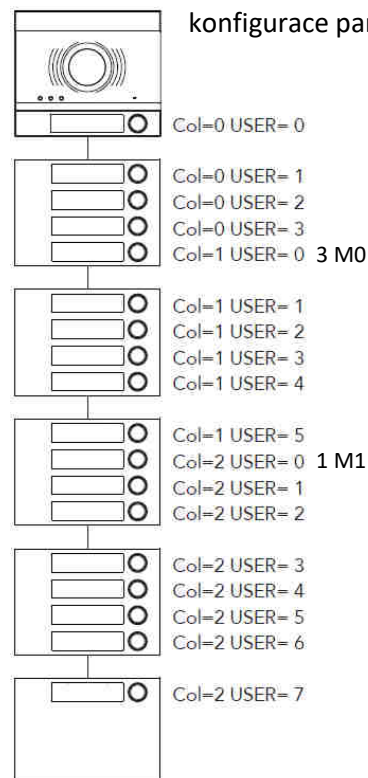 konfigurace par
Col=0 USER= 0
Col=0 USER= 1
Col=0 USER= 2
Col=0 USER= 3
Col=1 USER= 0 3 M0
Col=1 USER= 1
Col=1 USER= 2
Col=1 USER= 3
Col=1 USER= 4
Col=1 USER= 5
Col=2 USER= 0 1 M1
Col=2 USER= 1
Col=2 USER= 2
Col=2 USER= 3
Col=2 USER= 4
Col=2 USER= 5
Col=2 USER= 6
Col=2 USER= 7